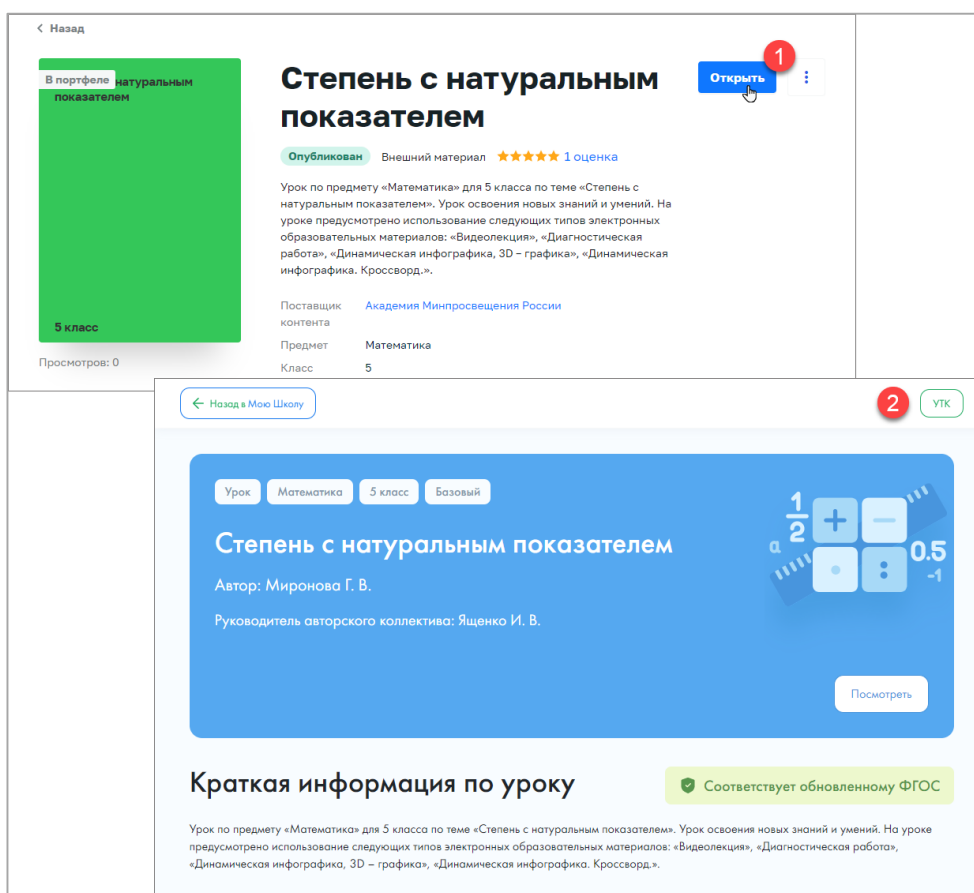 Назад
В портфеле
натуральным
показателем
5 класс
Просмотров: 0
Степень с натуральным
показателем
Открыть
1
Опубликован Внешний материал 1 оценка
Урок по предмету «Математика» для 5 класса по теме «Степень с
натуральным показателем». Урок освоения новых знаний и умений. На
уроке предусмотрено использование следующих типов электронных
образовательных материалов: «Видеолекция», «Диагностическая
работа», «Динамическая инфографика, 3D – графика», «Динамическая
инфографика. Кроссворд.».
Поставщик контента
Академия Минпросвещения России
Предмет Математика
Класс 5
Назад в Мою Школу
2 УТК
Урок Математика 5 класс Базовый
Степень с натуральным показателем
Автор: Миронова Г. В.
Руководитель авторского коллектива: Ященко И. В.
1
2
+ −
a
0.5
-1
Посмотреть
Краткая информация по уроку
Соответствует обновленному ФГОС
Урок по предмету «Математика» для 5 класса по теме «Степень с натуральным показателем». Урок освоения новых знаний и умений. На уроке
предусмотрено использование следующих типов электронных образовательных материалов: «Видеолекция», «Диагностическая работа»,
«Динамическая инфографика, 3D – графика», «Динамическая инфографика. Кроссворд.».